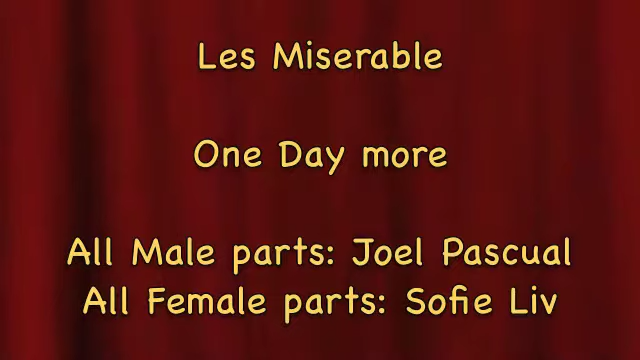 Les Miserable
One Day more
All Male parts: Joel Pascual
All Female parts: Sofie Liv